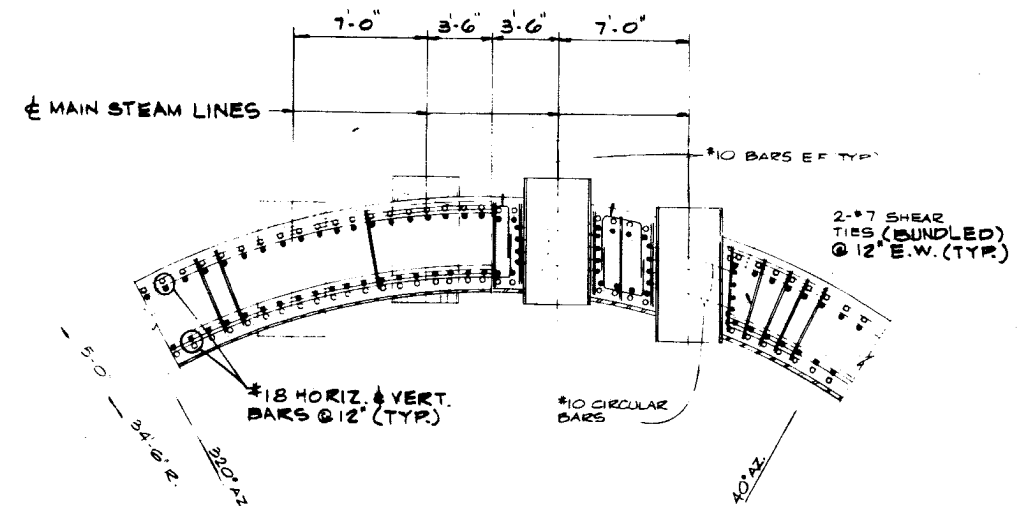 7'-0" 3'-6" 3'-6" 7'-0"
℄ MAIN STEAM LINES
#10 BARS E.F. TYP.
2-#7 SHEAR
TIES (BUNDLED)
@ 12" E.W. (TYP.)
#18 HORIZ. & VERT.
BARS @ 12" (TYP.)
#10 CIRCULAR
BARS
5'-0
34'-6" R.
320° AZ.
40° AZ.